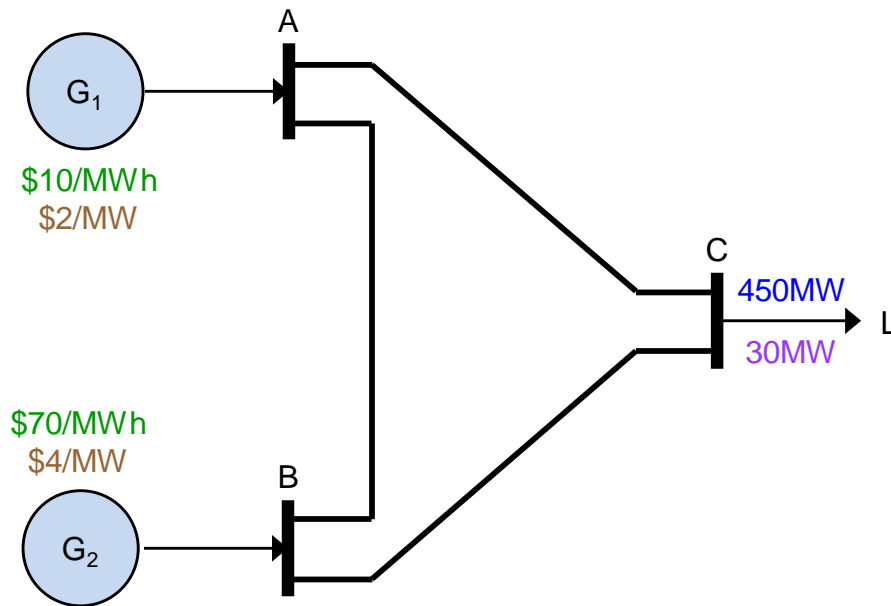 A
G₁
$10/MWh
$2/MW
C
450MW
L
30MW
$70/MWh
$4/MW
B
G₂